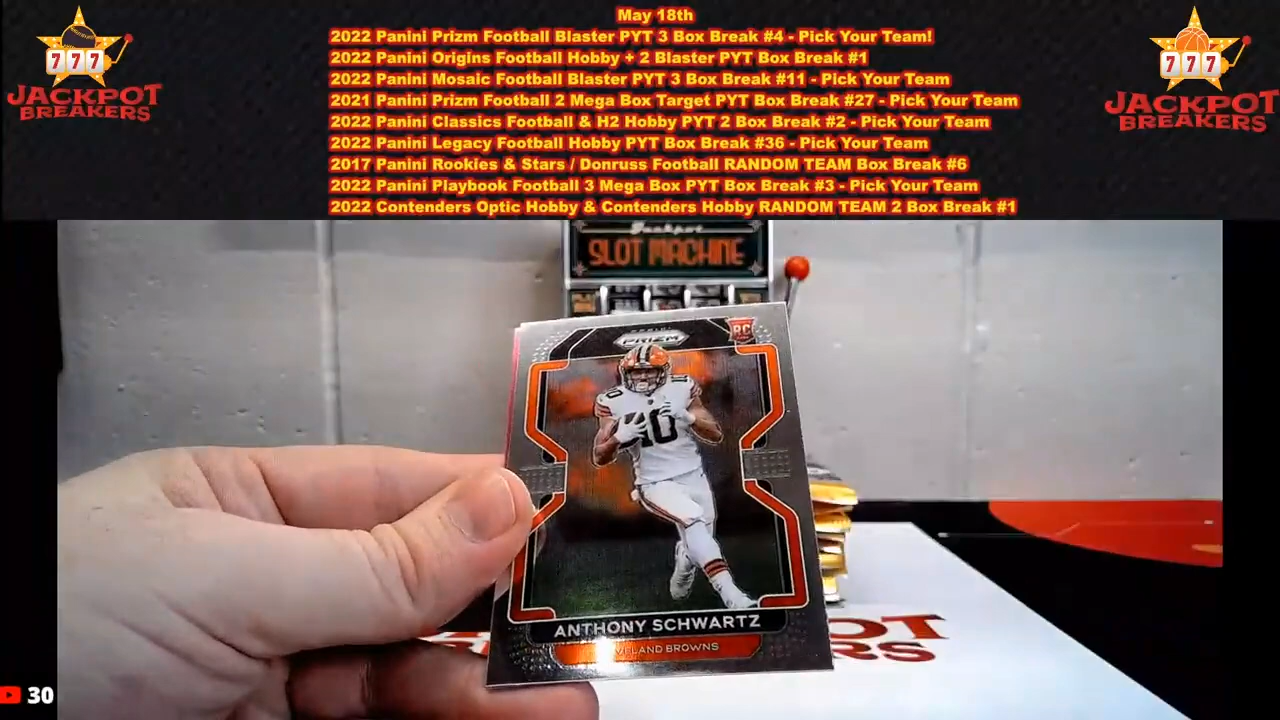 May 18th
2022 Panini Prizm Football Blaster PYT 3 Box Break #4 - Pick Your Team!
2022 Panini Origins Football Hobby + 2 Blaster PYT Box Break #1
2022 Panini Mosaic Football Blaster PYT 3 Box Break #11 - Pick Your Team
2021 Panini Prizm Football 2 Mega Box Target PYT Box Break #27 - Pick Your Team
2022 Panini Classics Football & H2 Hobby PYT 2 Box Break #2 - Pick Your Team
2022 Panini Legacy Football Hobby PYT Box Break #36 - Pick Your Team
2017 Panini Rookies & Stars / Donruss Football RANDOM TEAM Box Break #6
2022 Panini Playbook Football 3 Mega Box PYT Box Break #3 - Pick Your Team
2022 Contenders Optic Hobby & Contenders Hobby RANDOM TEAM 2 Box Break #1
777
JACKPOT
BREAKERS
777
JACKPOT
BREAKERS
Jackpot
SLOT MACHINE
PANINI
PRIZM
RC
10
10
ANTHONY SCHWARTZ
BROWNS
30